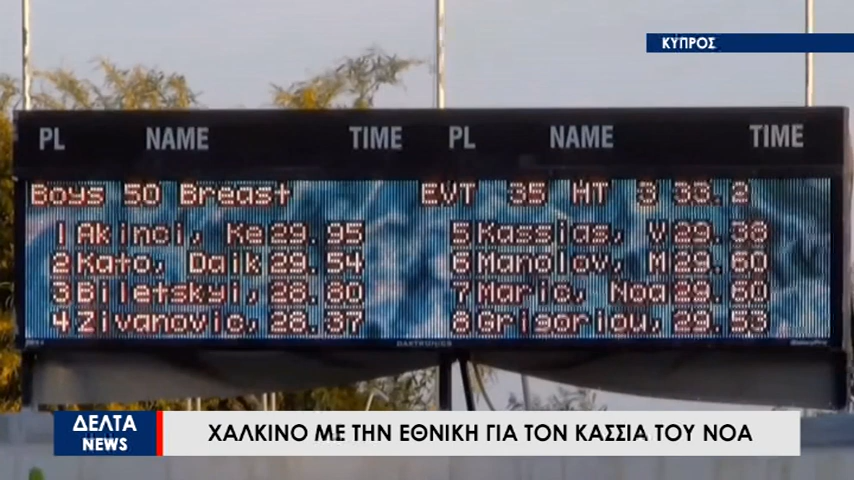 ΚΥΠΡΟΣ
PL NAME TIME PL NAME TIME
Boys 50 Breast EVT 35 HT 3 33.2
1 Akinci, Ke 29.95 5 Kassias, V 29.38
2 Kato, Daik 29.54 6 Manolov, M 29.60
3 Biletskyi, 28.80 7 Maric, Noa 29.60
4 Zivanovic, 28.37 8 Grigoriou, 29.53
DAKTRONICS
ΔΕΛΤΑ NEWS
ΧΑΛΚΙΝΟ ΜΕ ΤΗΝ ΕΘΝΙΚΗ ΓΙΑ ΤΟΝ ΚΑΣΣΙΑ ΤΟΥ ΝΟΑ